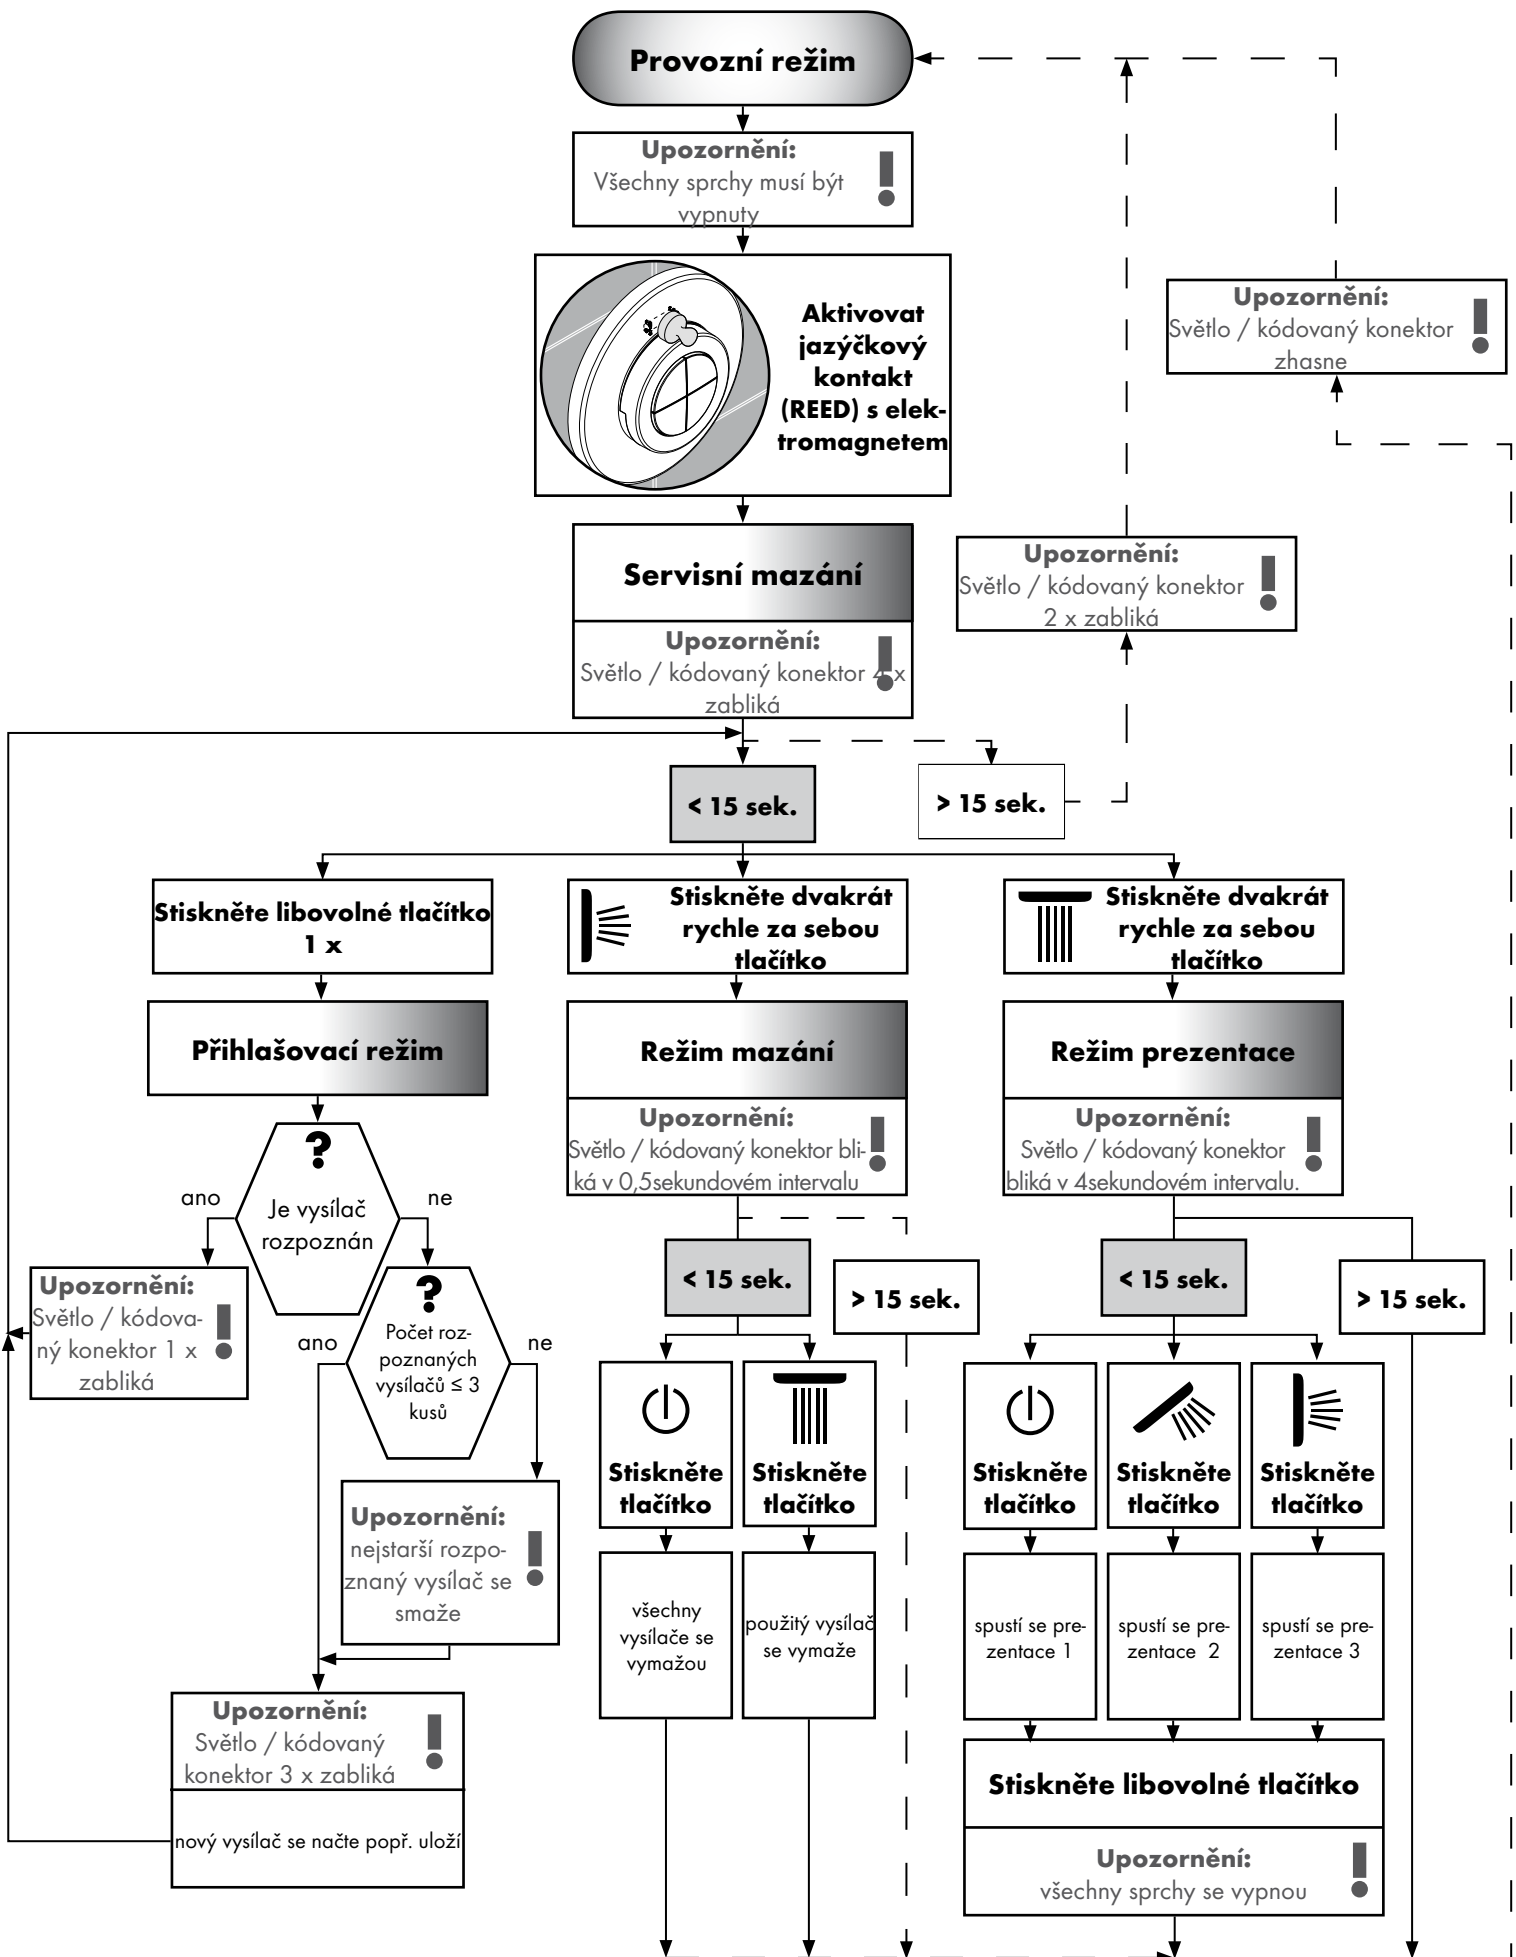 Provozní režim
Upozornění:
Všechny sprchy musí být
vypnuty
Aktivovat
jazýčkový
kontakt
(REED) s elek-
tromagnetem
Upozornění:
Světlo / kódovaný konektor
zhasne
Servisní mazání
Upozornění:
Světlo / kódovaný konektor 4 x
zabliká
Upozornění:
Světlo / kódovaný konektor
2 x zabliká
< 15 sek.
> 15 sek.
Stiskněte libovolné tlačítko
1 x
Stiskněte dvakrát
rychle za sebou
tlačítko
Stiskněte dvakrát
rychle za sebou
tlačítko
Přihlašovací režim
Režim mazání
Upozornění:
Světlo / kódovaný konektor bli-
ká v 0,5sekundovém intervalu
Režim prezentace
Upozornění:
Světlo / kódovaný konektor
bliká v 4sekundovém intervalu.
?
Je vysílač
rozpoznán
ano
ne
Upozornění:
Světlo / kódova-
ný konektor 1 x
zabliká
?
Počet roz-
poznaných
vysílačů ≤ 3
kusů
ano
ne
Upozornění:
nejstarší rozpo-
znaný vysílač se
smaže
Upozornění:
Světlo / kódovaný
konektor 3 x zabliká
nový vysílač se načte popř. uloží
< 15 sek.
> 15 sek.
Stiskněte
tlačítko
Stiskněte
tlačítko
všechny
vysílače se
vymažou
použitý vysílač
se vymaže
< 15 sek.
> 15 sek.
Stiskněte
tlačítko
Stiskněte
tlačítko
Stiskněte
tlačítko
spustí se pre-
zentace 1
spustí se pre-
zentace 2
spustí se pre-
zentace 3
Stiskněte libovolné tlačítko
Upozornění:
všechny sprchy se vypnou